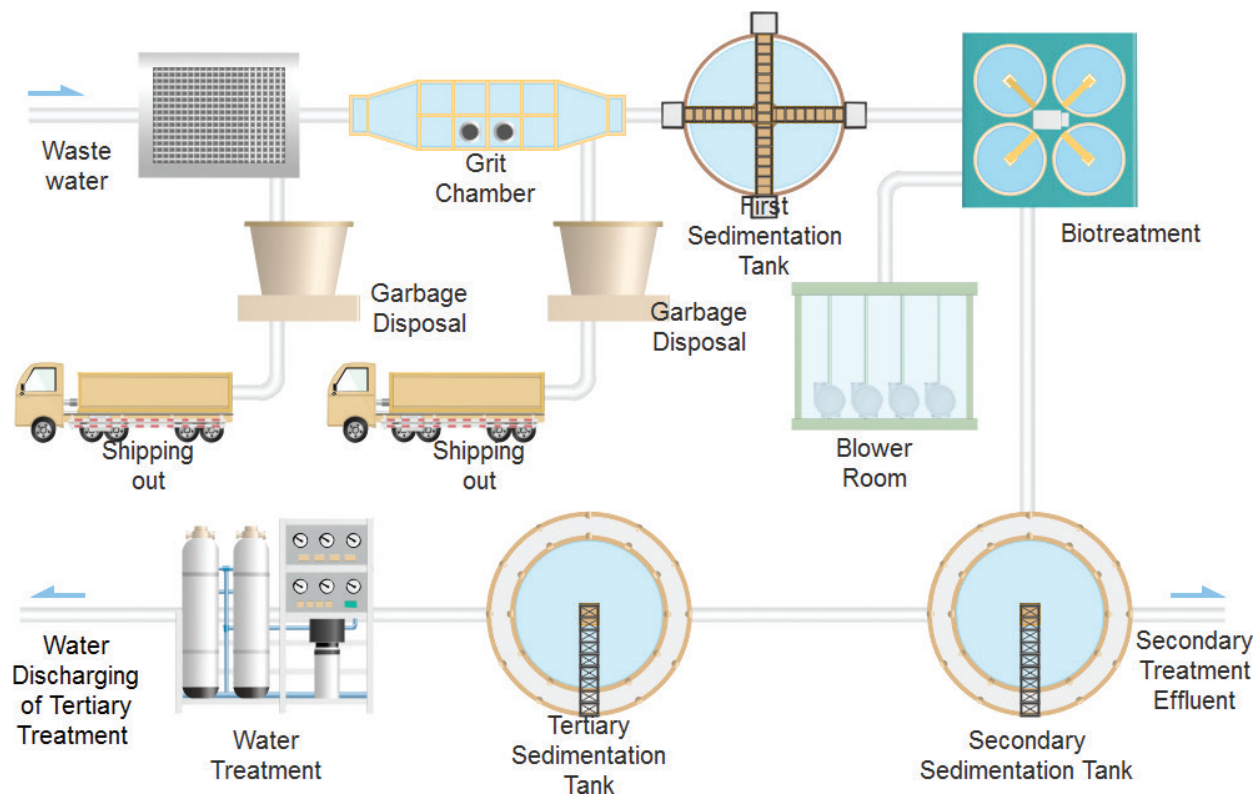 Waste
water
Grit
Chamber
First
Sedimentation
Tank
Biotreatment
Garbage
Disposal
Garbage
Disposal
Shipping
out
Shipping
out
Blower
Room
Water
Discharging
of Tertiary
Treatment
Water
Treatment
Tertiary
Sedimentation
Tank
Secondary
Sedimentation Tank
Secondary
Treatment
Effluent